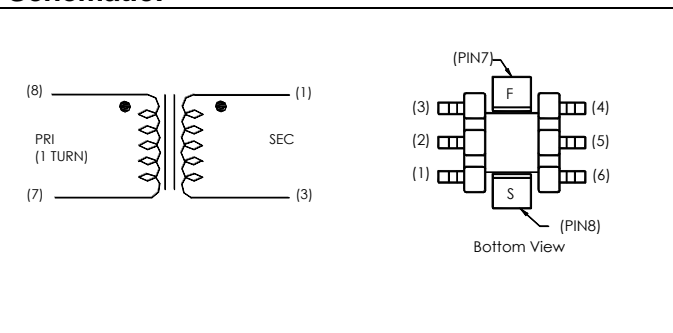 Schematic:
(PIN7)
(8)
(1)
F
(3)
(4)
PRI
(1 TURN)
SEC
(2)
(5)
(1)
(6)
(7)
(3)
S
(PIN8)
Bottom View